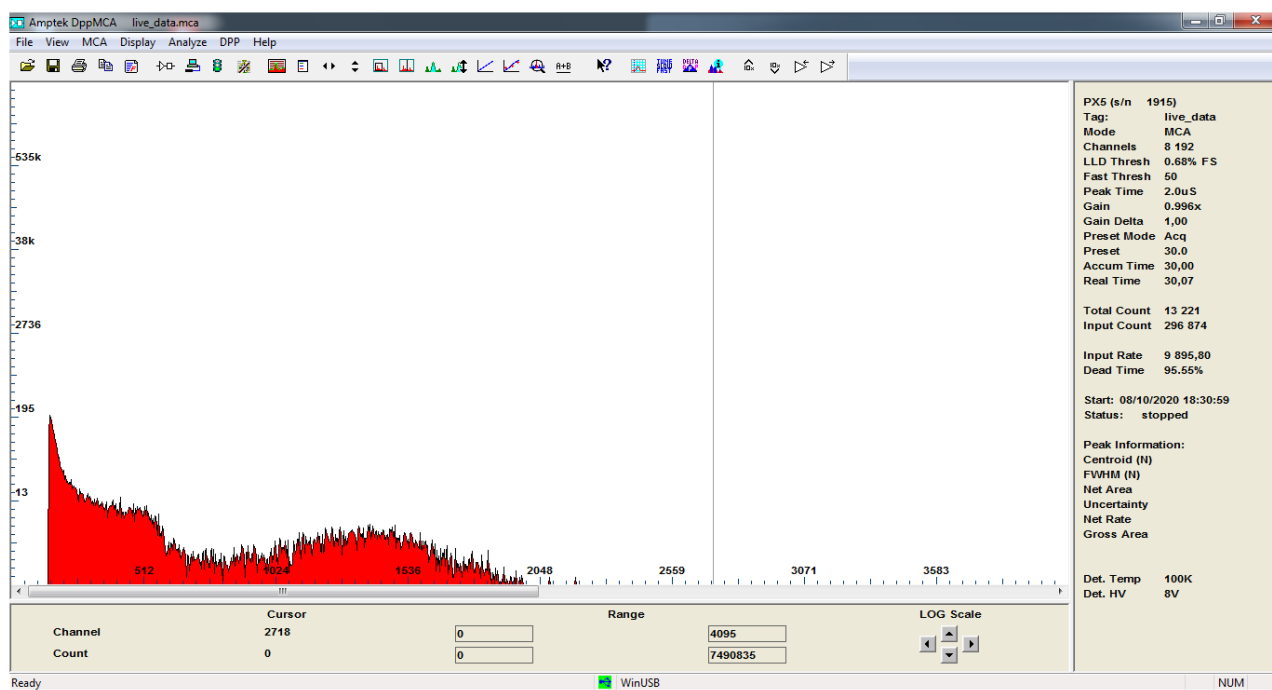 Amptek DppMCA live_data.mca
File View MCA Display Analyze DPP Help
A+B
535k
38k
2736
195
13
512 1024 1536 2048 2559 3071 3583
PX5 (s/n 1915)
Tag: live_data
Mode MCA
Channels 8 192
LLD Thresh 0.68% FS
Fast Thresh 50
Peak Time 2.0uS
Gain 0.996x
Gain Delta 1,00
Preset Mode Acq
Preset 30.0
Accum Time 30,00
Real Time 30,07
Total Count 13 221
Input Count 296 874
Input Rate 9 895,80
Dead Time 95.55%
Start: 08/10/2020 18:30:59
Status: stopped
Peak Information:
Centroid (N)
FWHM (N)
Net Area
Uncertainty
Net Rate
Gross Area
Det. Temp 100K
Det. HV 8V
Cursor Range LOG Scale
Channel 2718 0 4095
Count 0 0 7490835
Ready WinUSB NUM